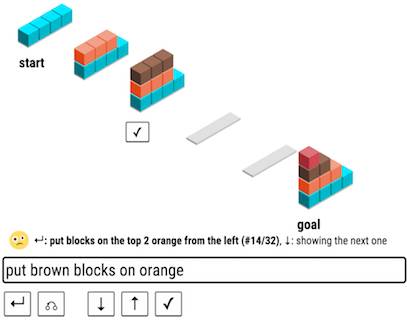 start
✓
goal
↵: put blocks on the top 2 orange from the left (#14/32), ↓: showing the next one
put brown blocks on orange
↵ ↓ ↑ ✓